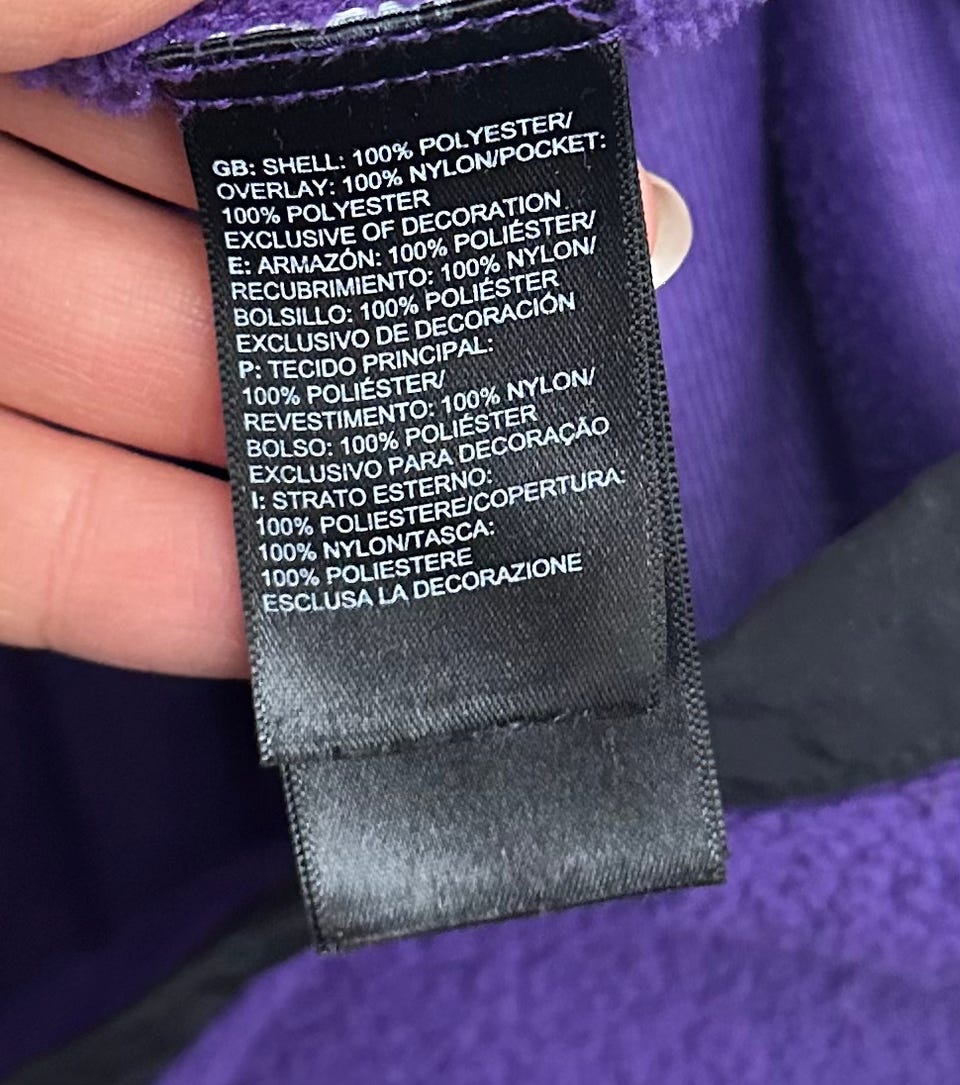 GB: SHELL: 100% POLYESTER/
OVERLAY: 100% NYLON/POCKET:
100% POLYESTER
EXCLUSIVE OF DECORATION
E: ARMAZÓN: 100% POLIÉSTER/
RECUBRIMIENTO: 100% NYLON/
BOLSILLO: 100% POLIÉSTER
EXCLUSIVO DE DECORACIÓN
P: TECIDO PRINCIPAL:
100% POLIÉSTER/
REVESTIMENTO: 100% NYLON/
BOLSO: 100% POLIÉSTER
EXCLUSIVO PARA DECORAÇÃO
I: STRATO ESTERNO:
100% POLIESTERE/COPERTURA:
100% NYLON/TASCA:
100% POLIESTERE
ESCLUSA LA DECORAZIONE